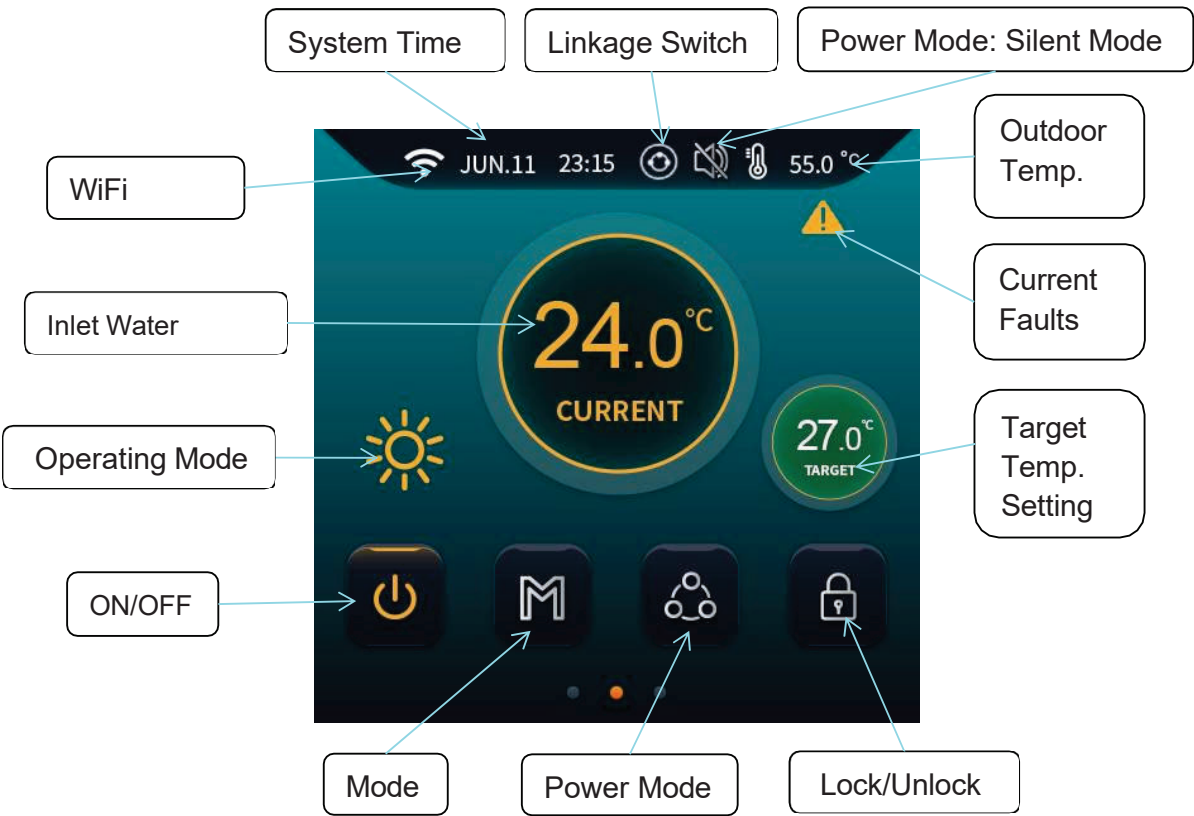 System Time
Linkage Switch
Power Mode: Silent Mode
Outdoor
Temp.
JUN.11 23:15 55.0 °C
WiFi
Current
Faults
Inlet Water
24.0°C
CURRENT
Target
Temp.
Setting
27.0°C
TARGET
Operating Mode
ON/OFF
M
Mode
Power Mode
Lock/Unlock